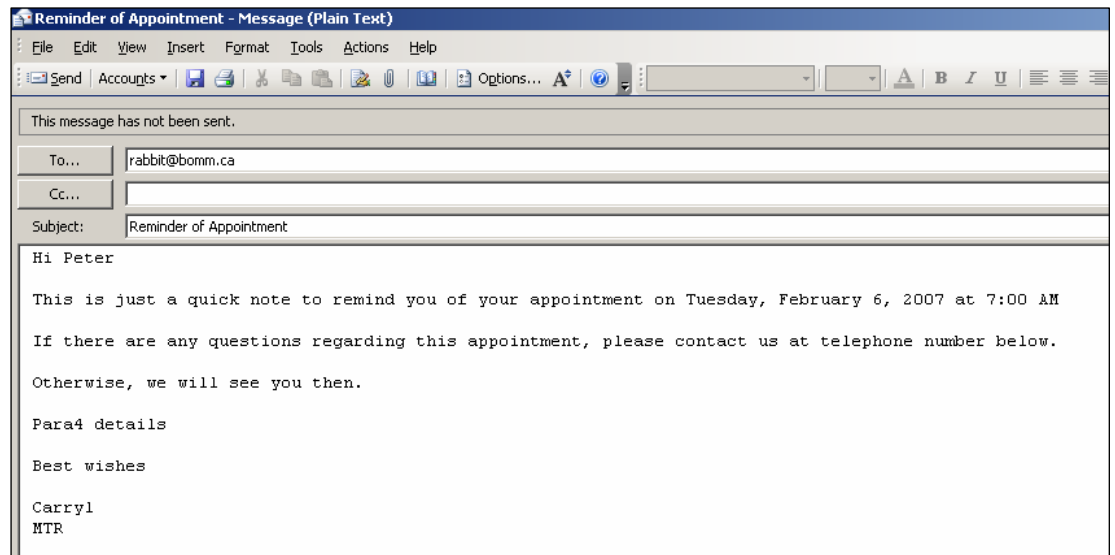 Reminder of Appointment - Message (Plain Text)
File Edit View Insert Format Tools Actions Help
Send Accounts Options...
This message has not been sent.
To... rabbit@bomm.ca
Cc...
Subject: Reminder of Appointment
Hi Peter
This is just a quick note to remind you of your appointment on Tuesday, February 6, 2007 at 7:00 AM
If there are any questions regarding this appointment, please contact us at telephone number below.
Otherwise, we will see you then.
Para4 details
Best wishes
Carryl
MTR